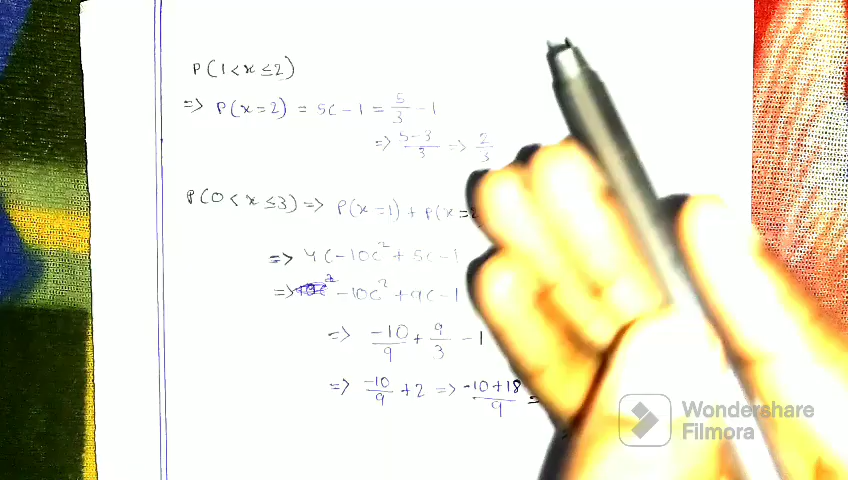 P(1<x≤2)
=> P(x=2) = 5c-1 = 5/3 -1
=> 5-3/3 => 2/3
P(0<x≤3) => P(x=1) + P(x=
=> 4c-10c² + 5c-1
=> -10c² + 9c-1
=> -10/9 + 9/3 -1
=> -10/9 + 2 => -10+18/9 =
Wondershare
Filmora